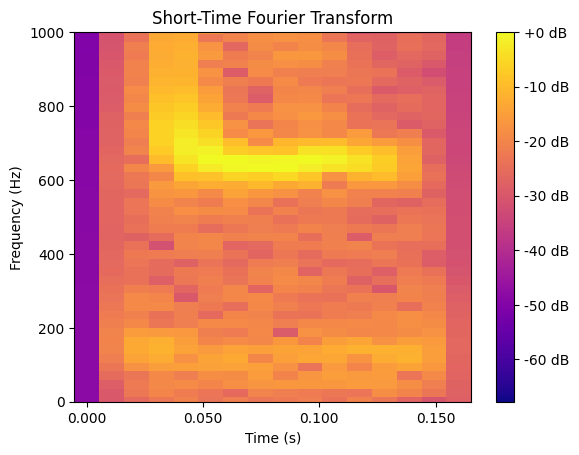 Short-Time Fourier Transform
1000
800
600
400
200
0
Frequency (Hz)
0.000
0.050
0.100
0.150
Time (s)
+0 dB
-10 dB
-20 dB
-30 dB
-40 dB
-50 dB
-60 dB